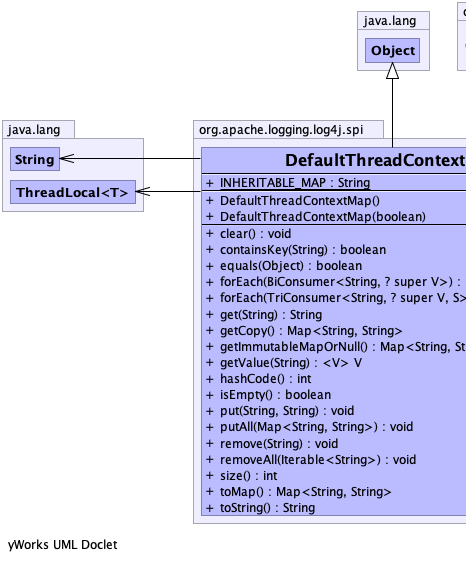 java.lang
Object
java.lang
String
ThreadLocal<T>
org.apache.logging.log4j.spi
DefaultThreadContext
+ INHERITABLE_MAP : String
+ DefaultThreadContextMap()
+ DefaultThreadContextMap(boolean)
+ clear() : void
+ containsKey(String) : boolean
+ equals(Object) : boolean
+ forEach(BiConsumer<String, ? super V>) :
+ forEach(TriConsumer<String, ? super V, S>
+ get(String) : String
+ getCopy() : Map<String, String>
+ getImmutableMapOrNull() : Map<String, St
+ getValue(String) : <V> V
+ hashCode() : int
+ isEmpty() : boolean
+ put(String, String) : void
+ putAll(Map<String, String>) : void
+ remove(String) : void
+ removeAll(Iterable<String>) : void
+ size() : int
+ toMap() : Map<String, String>
+ toString() : String
yWorks UML Doclet